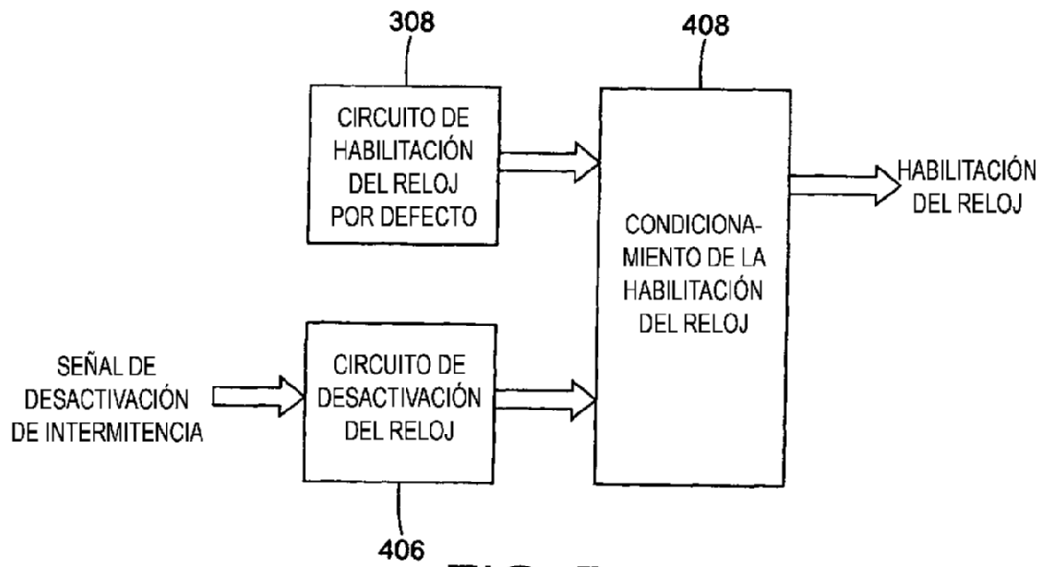 308
408
CIRCUITO DE
HABILITACIÓN
DEL RELOJ
POR DEFECTO
HABILITACIÓN
DEL RELOJ
CONDICIONA-
MIENTO DE LA
HABILITACIÓN
DEL RELOJ
SEÑAL DE
DESACTIVACIÓN
DE INTERMITENCIA
CIRCUITO DE
DESACTIVACIÓN
DEL RELOJ
406